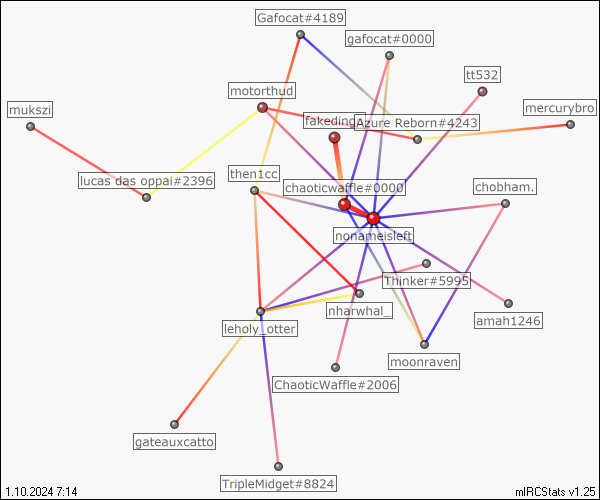 Gafocat#4189
gafocat#0000
tt532
motorthud
mukszi
mercurybro
Azure Reborn#4243
lucas das oppai#2396
then1cc
chaoticwaffle#0000
chobham.
nonameisleft
Thinker#5995
nharwhal_
amah1246
leholy_otter
moonraven
ChaoticWaffle#2006
gateauxcatto
TripleMidget#8824
1.10.2024 7:14
mIRCStats v1.25